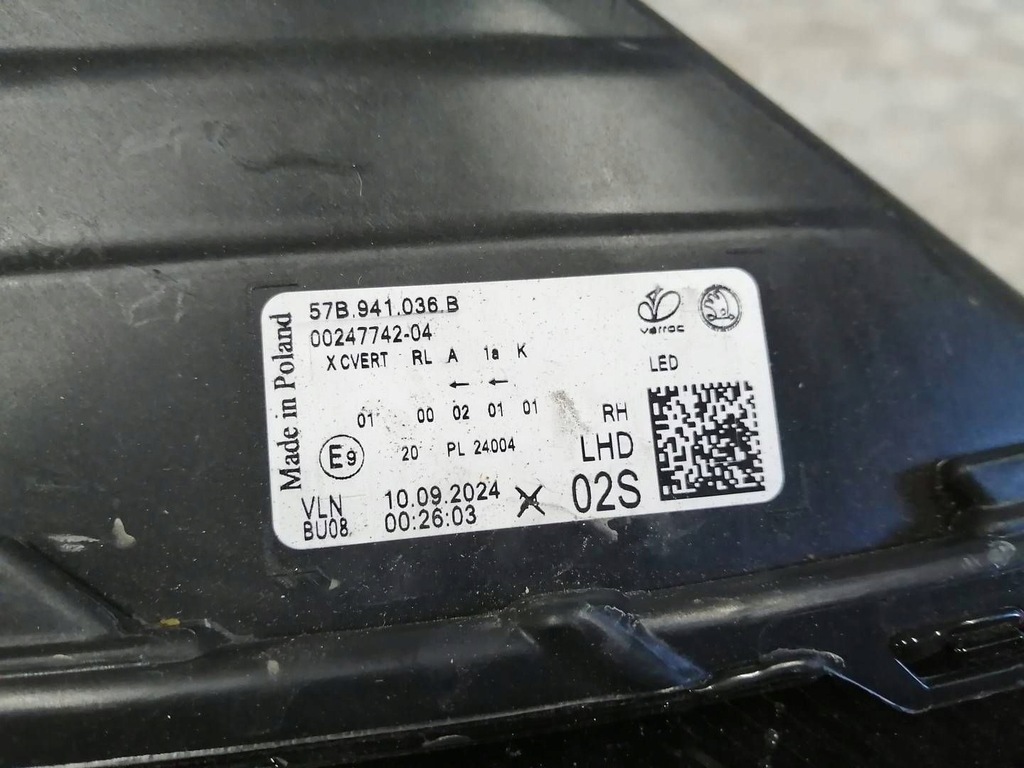 57B.941.036.B
00247742-04
X CVERT RL A 1a K
← ←
01 00 02 01 01
E9
20 PL 24004
VLN
BU08
10.09.2024
00:26:03
Made in Poland
varroc
LED
RH
LHD
02S